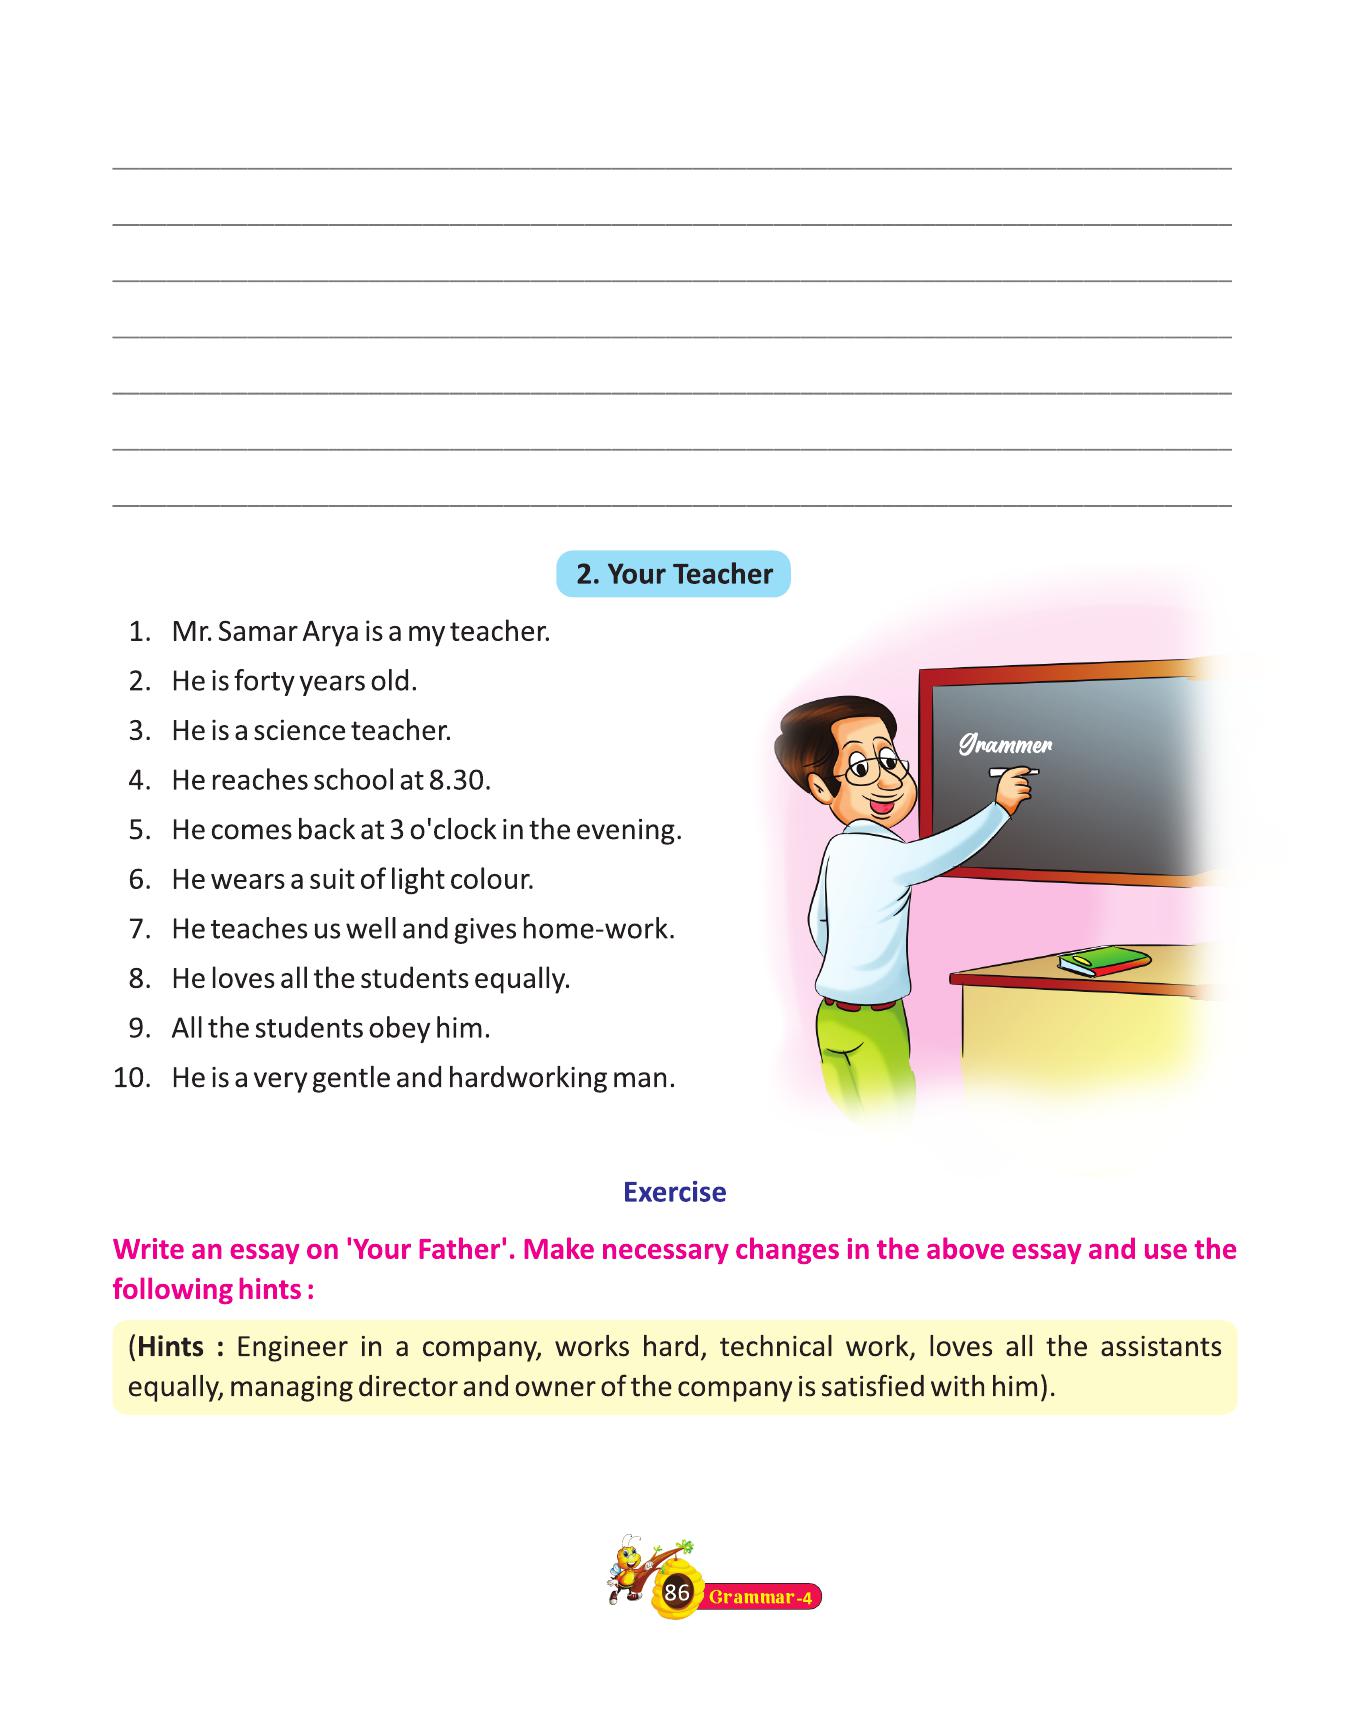 2. Your Teacher
1. Mr. Samar Arya is a my teacher.
2. He is forty years old.
3. He is a science teacher.
4. He reaches school at 8.30.
5. He comes back at 3 o'clock in the evening.
6. He wears a suit of light colour.
7. He teaches us well and gives home-work.
8. He loves all the students equally.
9. All the students obey him.
10. He is a very gentle and hardworking man.
Grammer
Exercise
Write an essay on 'Your Father'. Make necessary changes in the above essay and use the
following hints :
(Hints : Engineer in a company, works hard, technical work, loves all the assistants
equally, managing director and owner of the company is satisfied with him).
86 Grammar-4